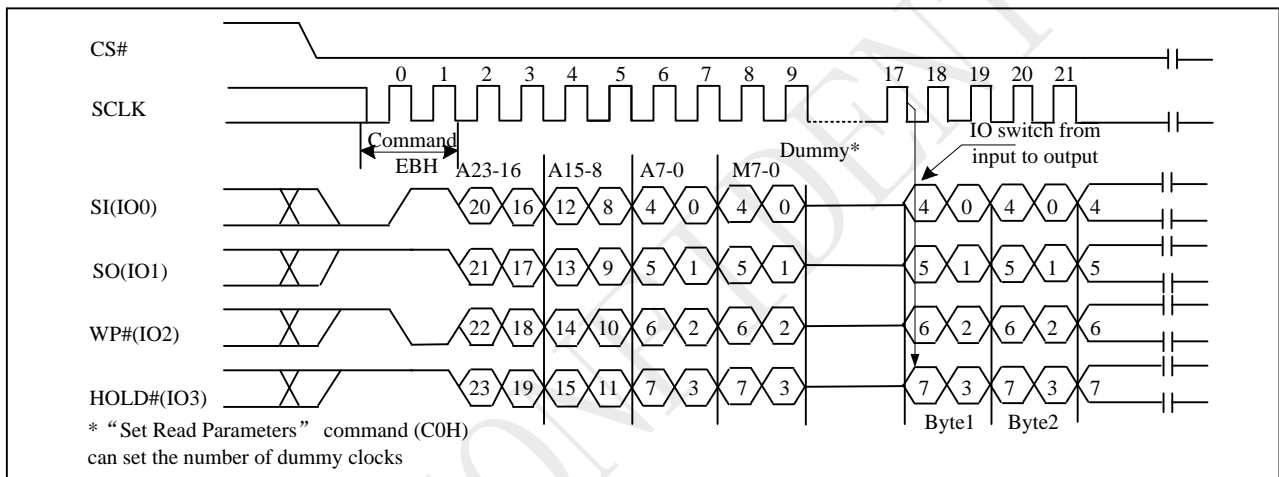 CS#
0 1 2 3 4 5 6 7 8 9 17 18 19 20 21
SCLK
Command
EBH
Dummy*
IO switch from
input to output
A23-16 A15-8 A7-0 M7-0
SI(IO0) 20 16 12 8 4 0 4 0 4 0 4 0 4
SO(IO1) 21 17 13 9 5 1 5 1 5 1 5 1 5
WP#(IO2) 22 18 14 10 6 2 6 2 6 2 6 2 6
HOLD#(IO3) 23 19 15 11 7 3 7 3 7 3 7 3 7
Byte1 Byte2
* “Set Read Parameters” command (C0H)
can set the number of dummy clocks